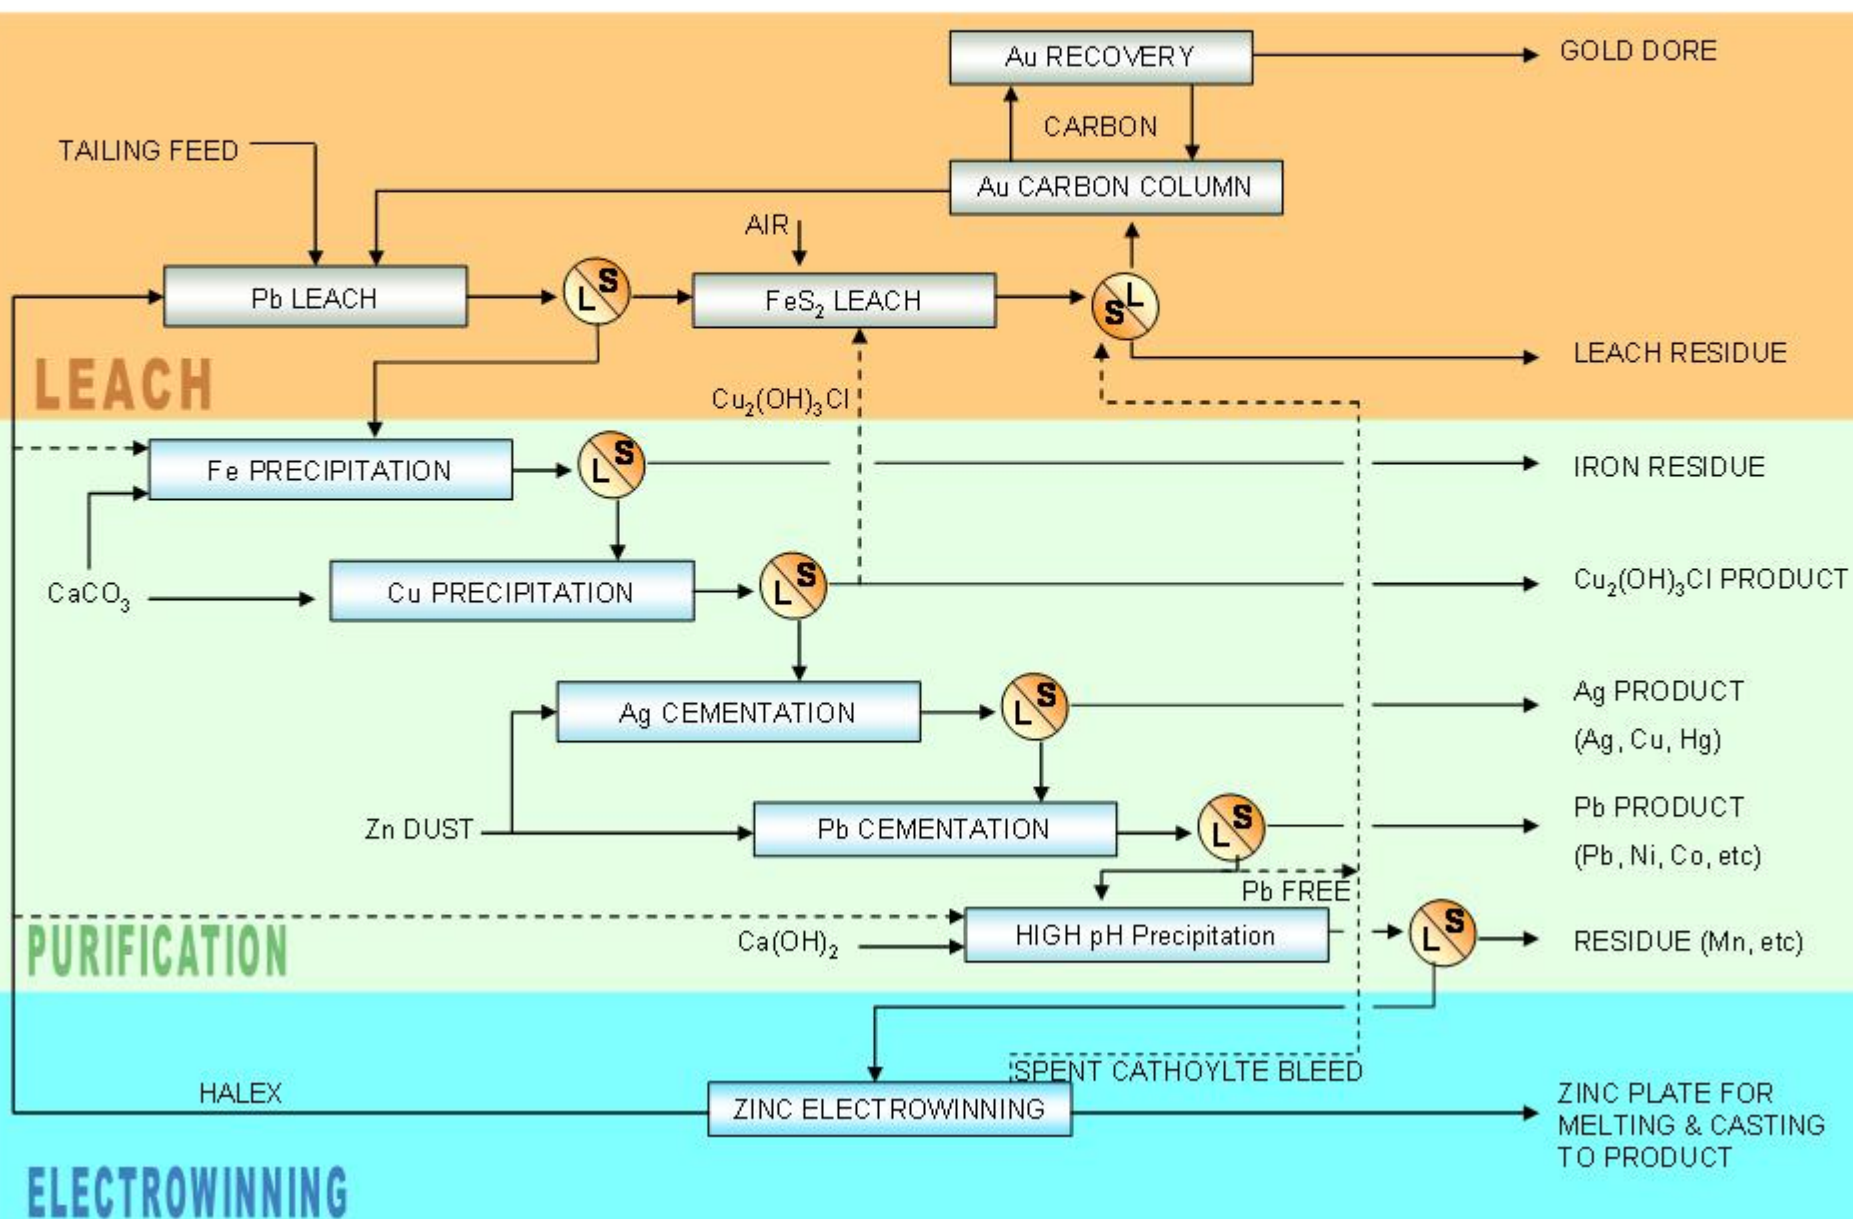 Au RECOVERY
GOLD DORE
CARBON
TAILING FEED
Au CARBON COLUMN
AIR
Pb LEACH
L S
FeS₂ LEACH
S L
LEACH RESIDUE
LEACH
Cu₂(OH)₃Cl
Fe PRECIPITATION
L S
IRON RESIDUE
CaCO₃
Cu PRECIPITATION
L S
Cu₂(OH)₃Cl PRODUCT
Ag CEMENTATION
L S
Ag PRODUCT
(Ag, Cu, Hg)
Zn DUST
Pb CEMENTATION
L S
Pb PRODUCT
(Pb, Ni, Co, etc)
Pb FREE
Ca(OH)₂
HIGH pH Precipitation
L S
RESIDUE (Mn, etc)
PURIFICATION
SPENT CATHOYLTE BLEED
HALEX
ZINC ELECTROWINNING
ZINC PLATE FOR
MELTING & CASTING
TO PRODUCT
ELECTROWINNING